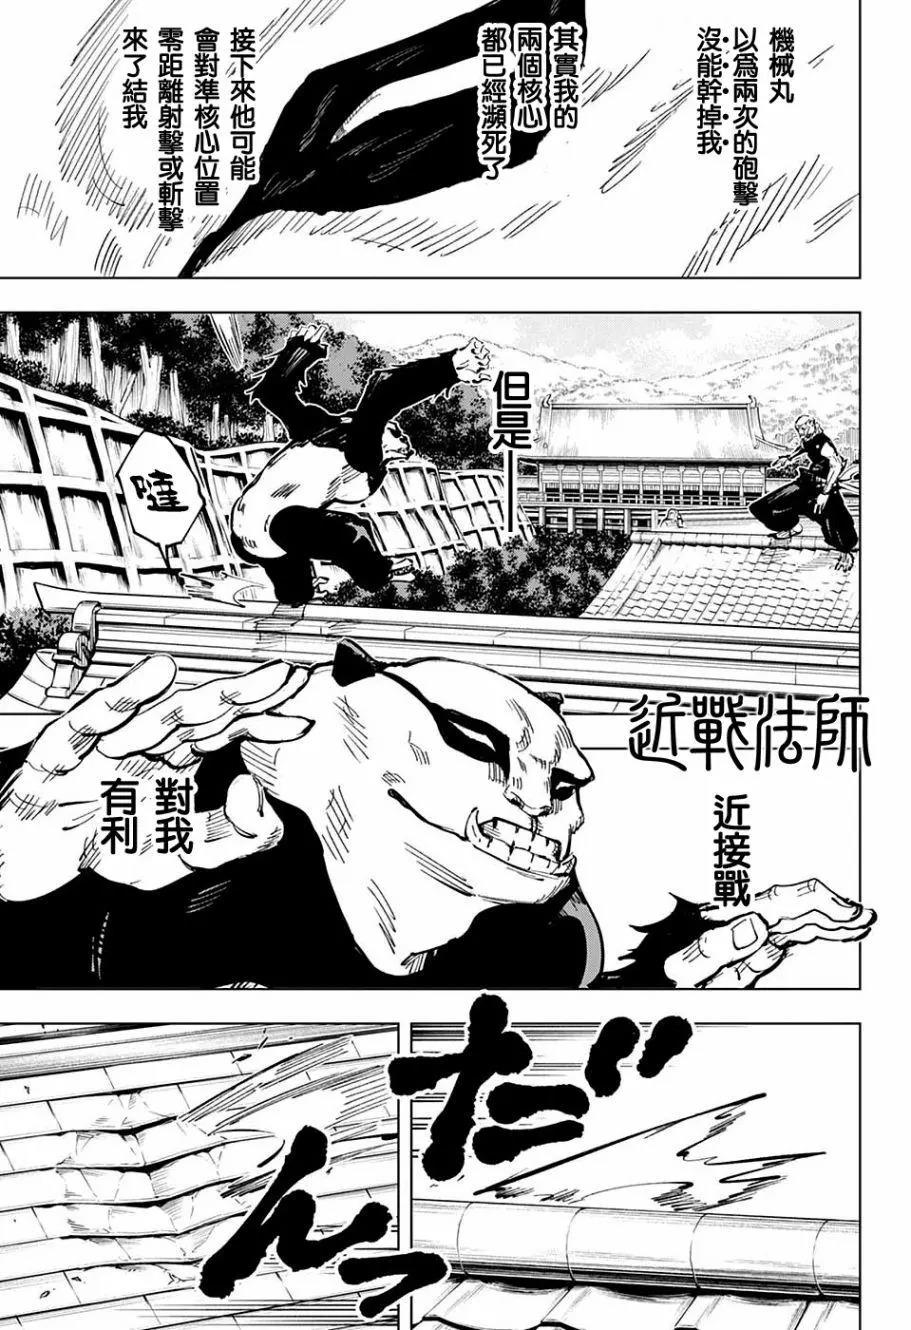 機械丸
以為兩次的砲擊
沒能幹掉我
其實我的
兩個核心
都已經瀕死了
接下來他可能
會對準核心位置
零距離射擊或斬擊
來了結我
但是——
噠
近戰法師
近接戰
對我
有利
だ゛
んっ